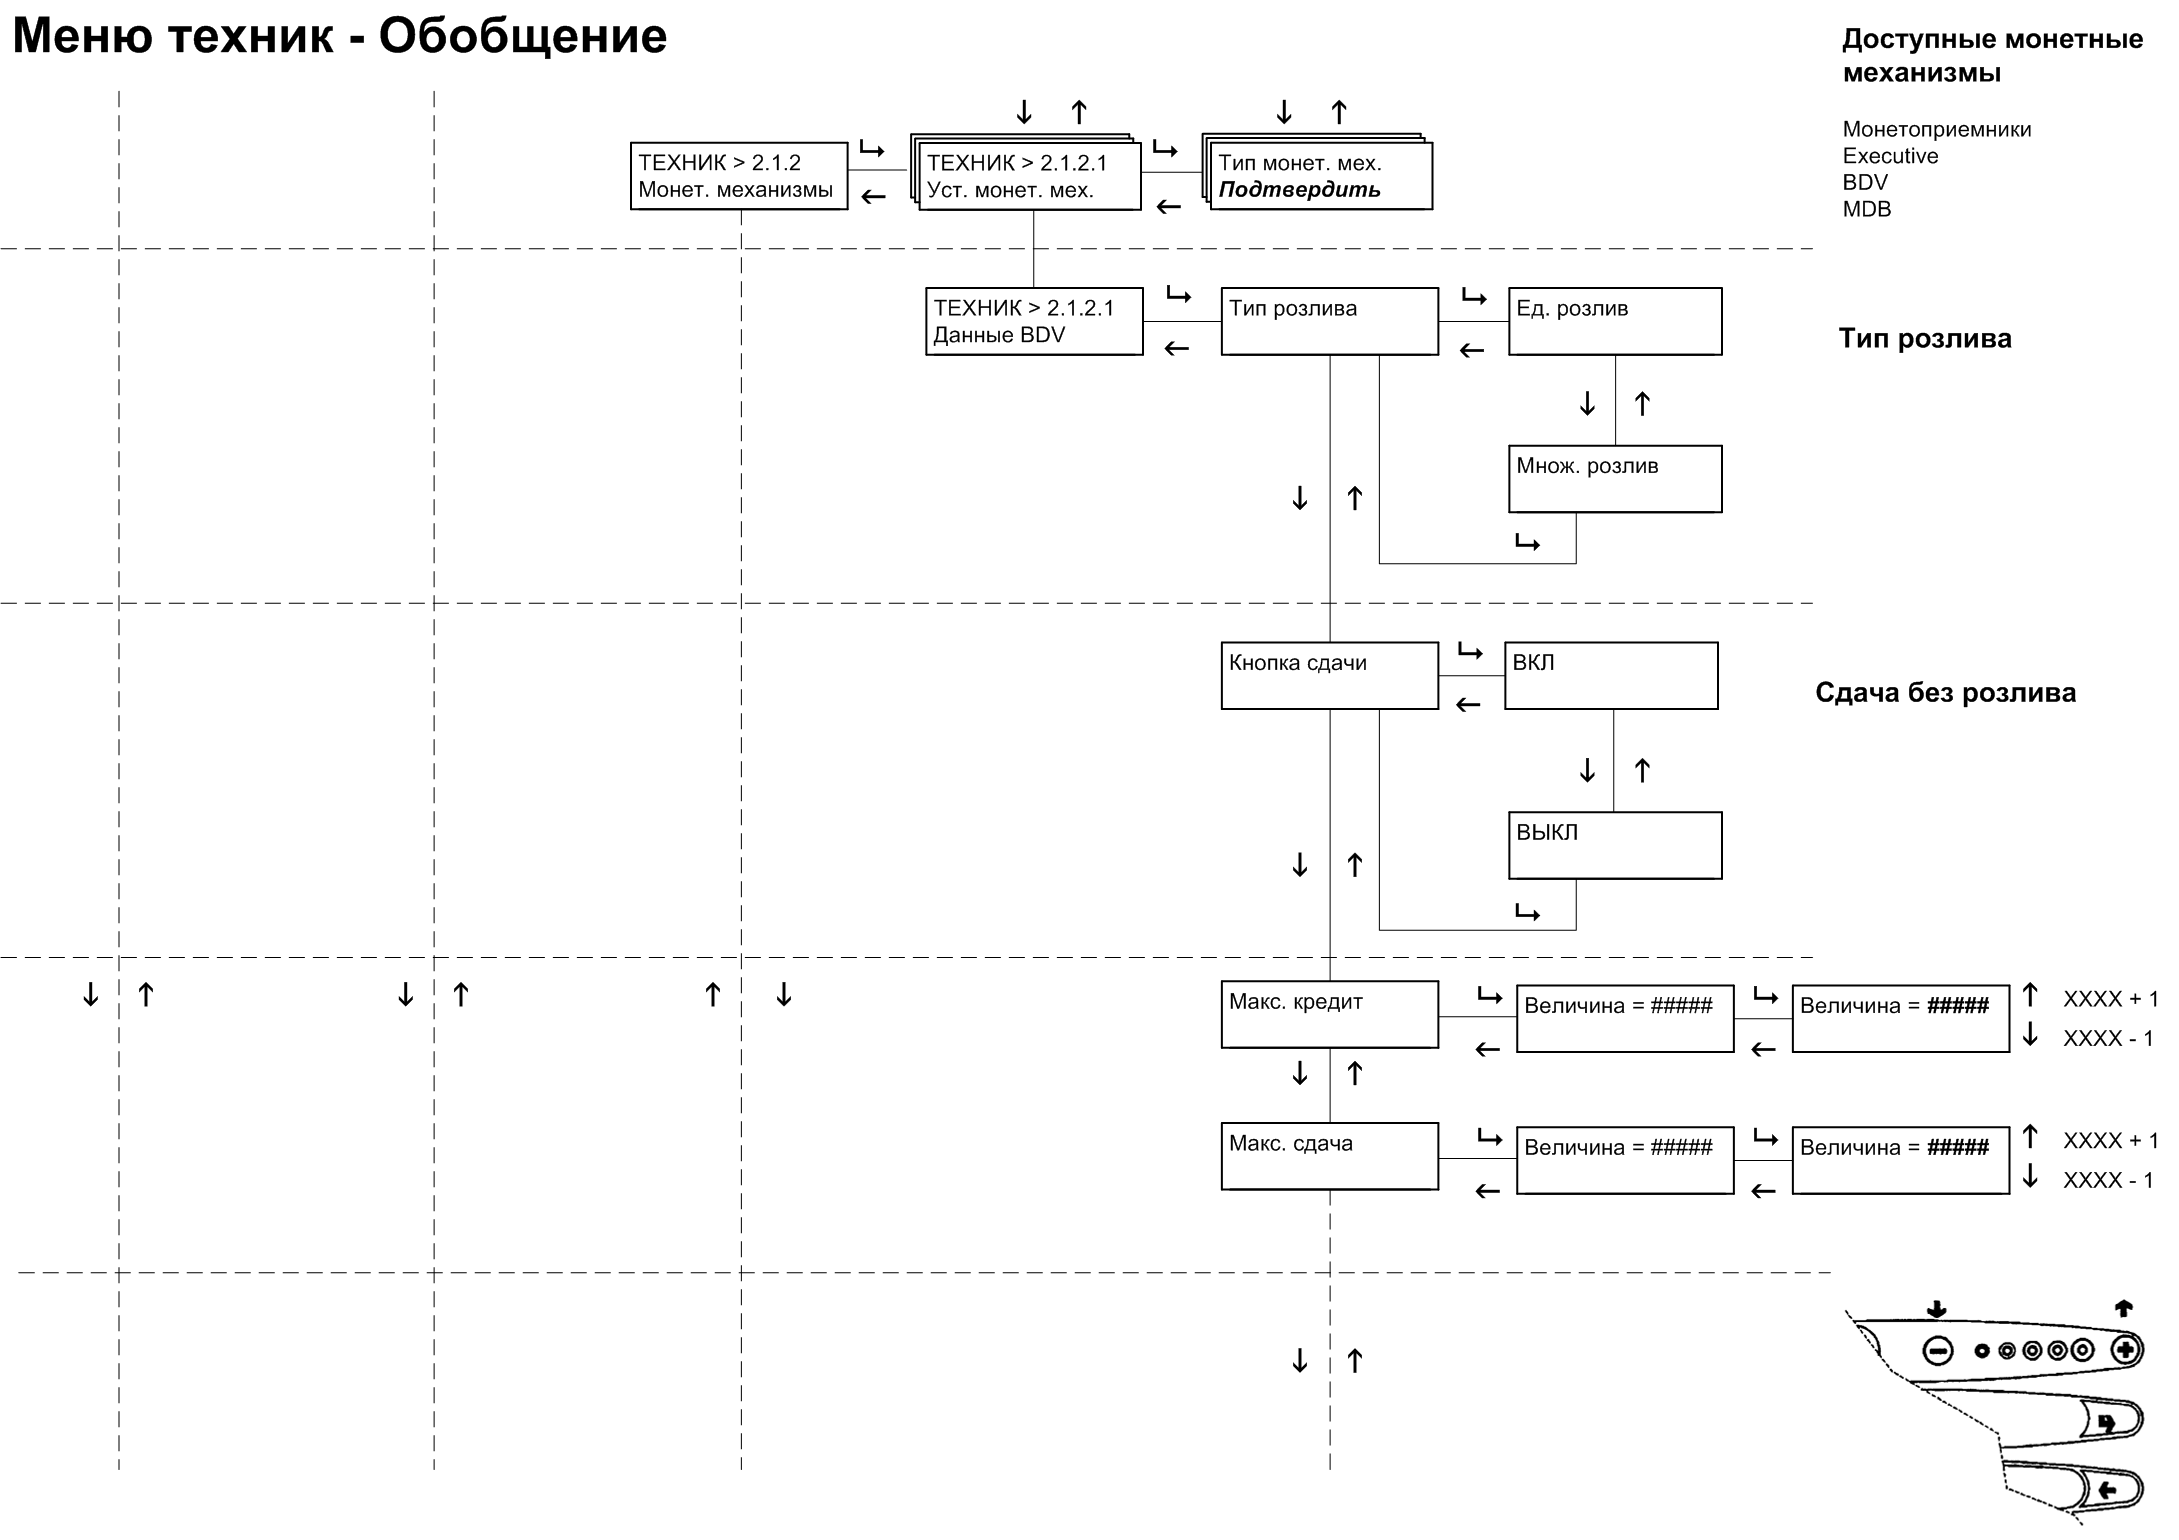 Меню техник - Обобщение
Доступные монетные
механизмы
Монетоприемники
Executive
BDV
MDB
ТЕХНИК > 2.1.2
Монет. механизмы
ТЕХНИК > 2.1.2.1
Уст. монет. мех.
Тип монет. мех.
Подтвердить
ТЕХНИК > 2.1.2.1
Данные BDV
Тип розлива
Ед. розлив
Тип розлива
Множ. розлив
Кнопка сдачи
ВКЛ
Сдача без розлива
ВЫКЛ
Макс. кредит
Величина = #####
Величина = #####
XXXX + 1
XXXX - 1
Макс. сдача
Величина = #####
Величина = #####
XXXX + 1
XXXX - 1